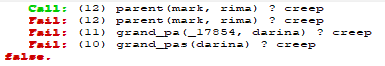 Call: (12) parent(mark, rima) ? creep
Fail: (12) parent(mark, rima) ? creep
Fail: (11) grand_pa(_17854, darina) ? creep
Fail: (10) grand_pas(darina) ? creep
false.